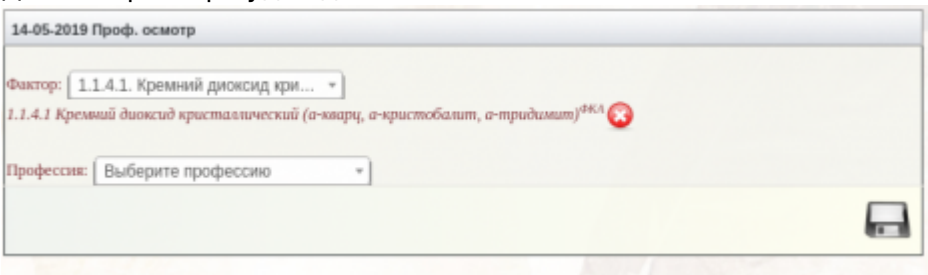 14-05-2019 Проф. осмотр
Фактор: 1.1.4.1. Кремний диоксид кри...
1.1.4.1 Кремний диоксид кристаллический (а-кварц, а-кристобалит, а-тридимит)ФКА
Профессия: Выберите профессию